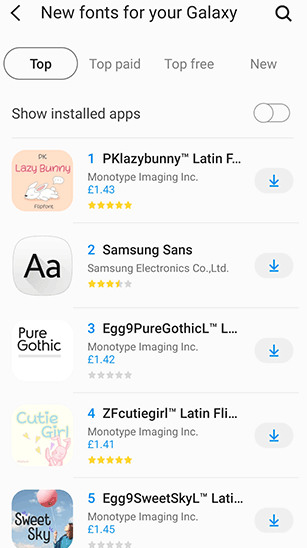 New fonts for your Galaxy
Top
Top paid
Top free
New
Show installed apps
PK
Lazy Bunny
FlipFont
1 PKlazybunny™ Latin F...
Monotype Imaging Inc.
£1.43
Aa
2 Samsung Sans
Samsung Electronics Co.,Ltd.
Pure
Gothic
3 Egg9PureGothicL™ L...
Monotype Imaging Inc.
£1.42
Cutie
Girl
4 ZFcutiegirl™ Latin Fli...
Monotype Imaging Inc.
£1.41
Sweet
Sky
5 Egg9SweetSkyL™ Lati...
Monotype Imaging Inc.
£1.45